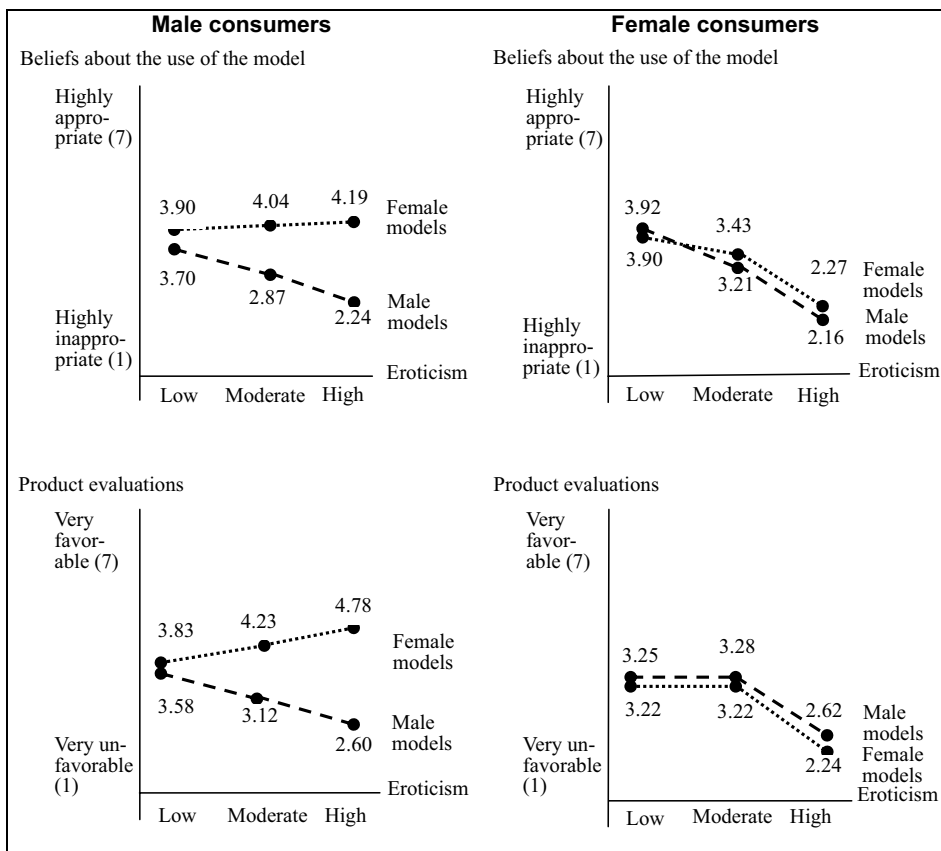 Male consumers
Beliefs about the use of the model
Highly
appro-
priate (7)
3.90
4.04
4.19
Female
models
3.70
2.87
2.24
Male
models
Highly
inappro-
priate (1)
Eroticism
Low
Moderate
High
Female consumers
Beliefs about the use of the model
Highly
appro-
priate (7)
3.92
3.43
2.27
3.90
3.21
2.16
Female
models
Male
models
Highly
inappro-
priate (1)
Eroticism
Low
Moderate
High
Product evaluations
Very
favor-
able (7)
3.83
4.23
4.78
Female
models
3.58
3.12
2.60
Male
models
Very un-
favorable
(1)
Eroticism
Low
Moderate
High
Product evaluations
Very
favor-
able (7)
3.25
3.28
2.62
3.22
3.22
2.24
Male
models
Female
models
Very un-
favorable
(1)
Eroticism
Low
Moderate
High